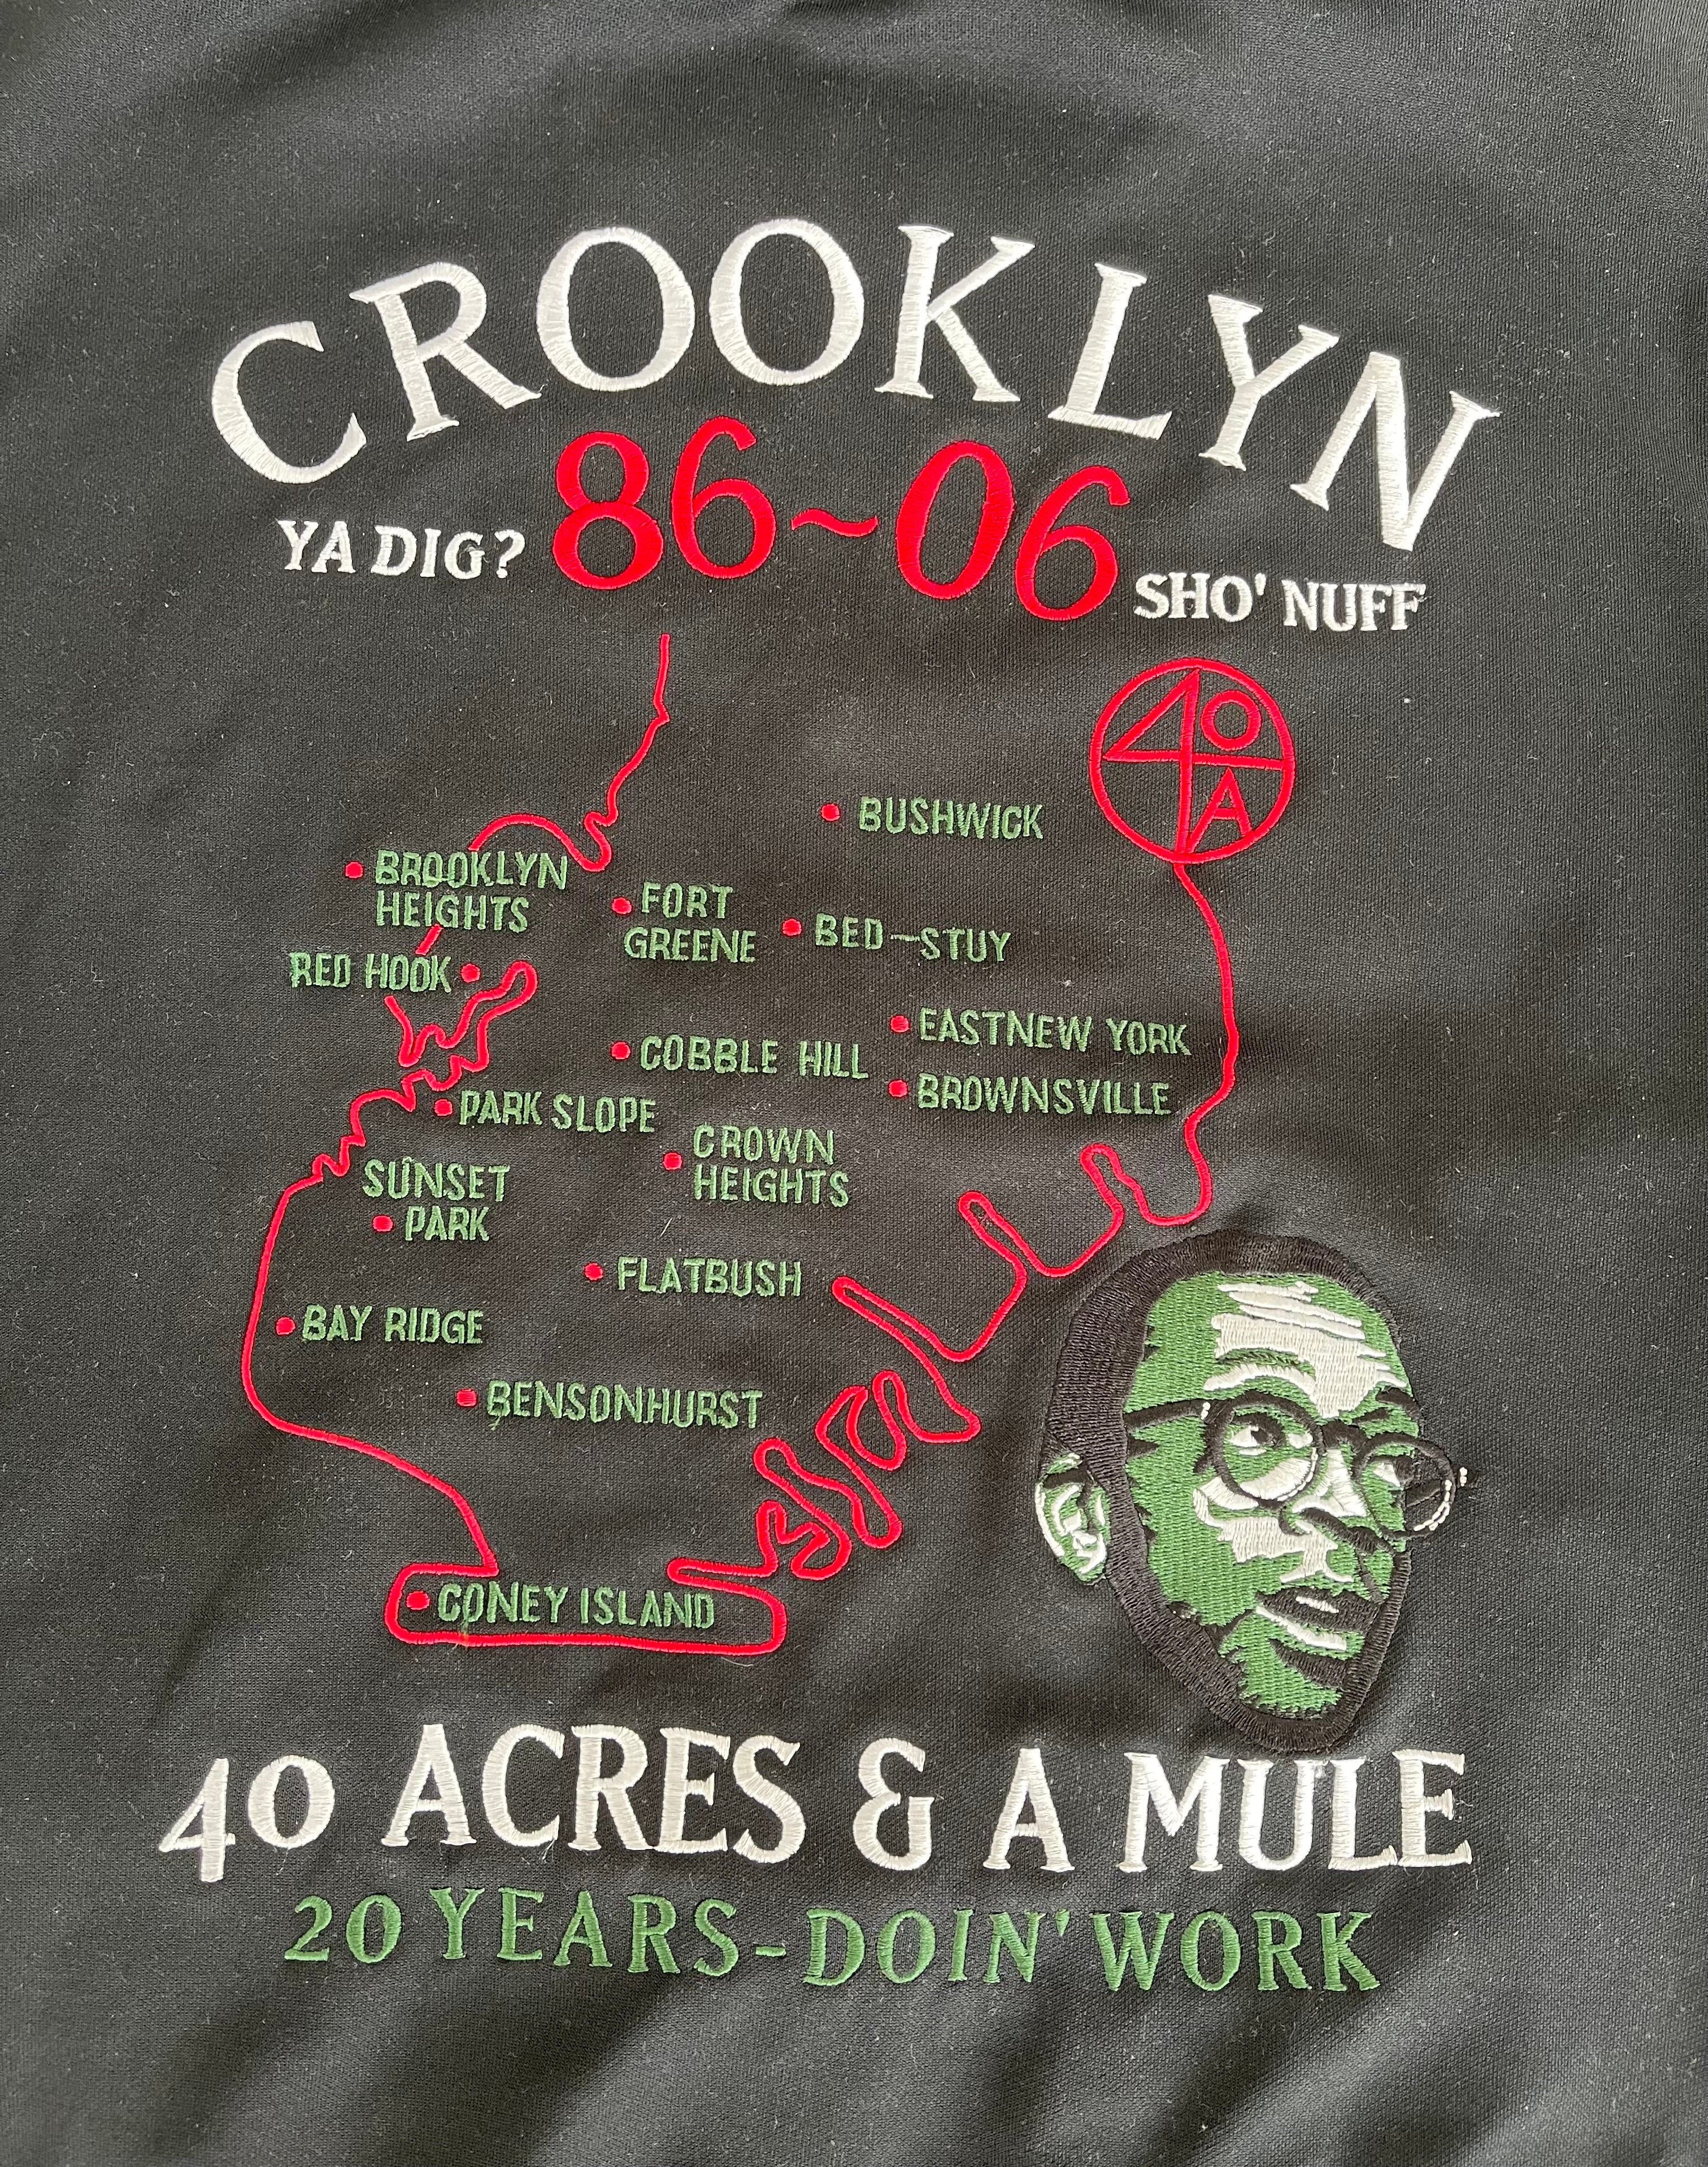 CROOKLYN
86~06
YA DIG?
SHO' NUFF
40
A
BUSHWICK
BROOKLYN
HEIGHTS
FORT
GREENE
BED-STUY
RED HOOK
EASTNEW YORK
COBBLE HILL
BROWNSVILLE
PARK SLOPE
CROWN
HEIGHTS
SUNSET
PARK
FLATBUSH
BAY RIDGE
BENSONHURST
CONEY ISLAND
40 ACRES & A MULE
20 YEARS-DOIN' WORK